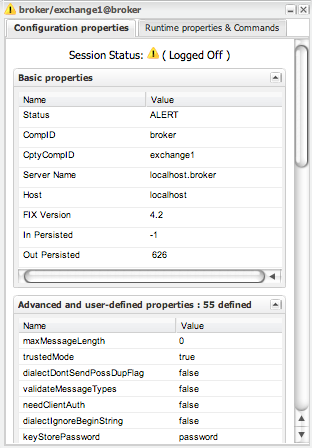 broker/exchange1@broker
Configuration properties Runtime properties & Commands
Session Status: ( Logged Off )
Basic properties
Name Value
Status ALERT
CompID broker
CptyCompID exchange1
Server Name localhost.broker
Host localhost
FIX Version 4.2
In Persisted -1
Out Persisted 626
Advanced and user-defined properties : 55 defined
Name Value
maxMessageLength 0
trustedMode true
dialectDontSendPossDupFlag false
validateMessageTypes false
needClientAuth false
dialectIgnoreBeginString false
keyStorePassword password